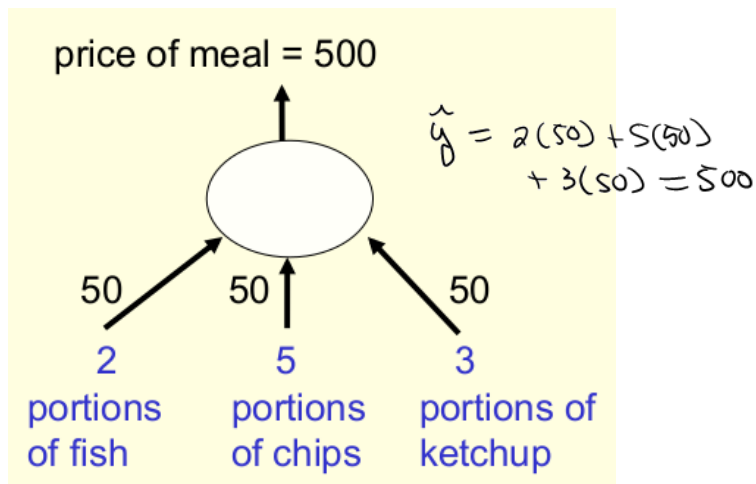 price of meal = 500
ŷ = 2(50) + 5(50)
+ 3(50) = 500
50 50 50
2 5 3
portions portions portions of
of fish of chips ketchup